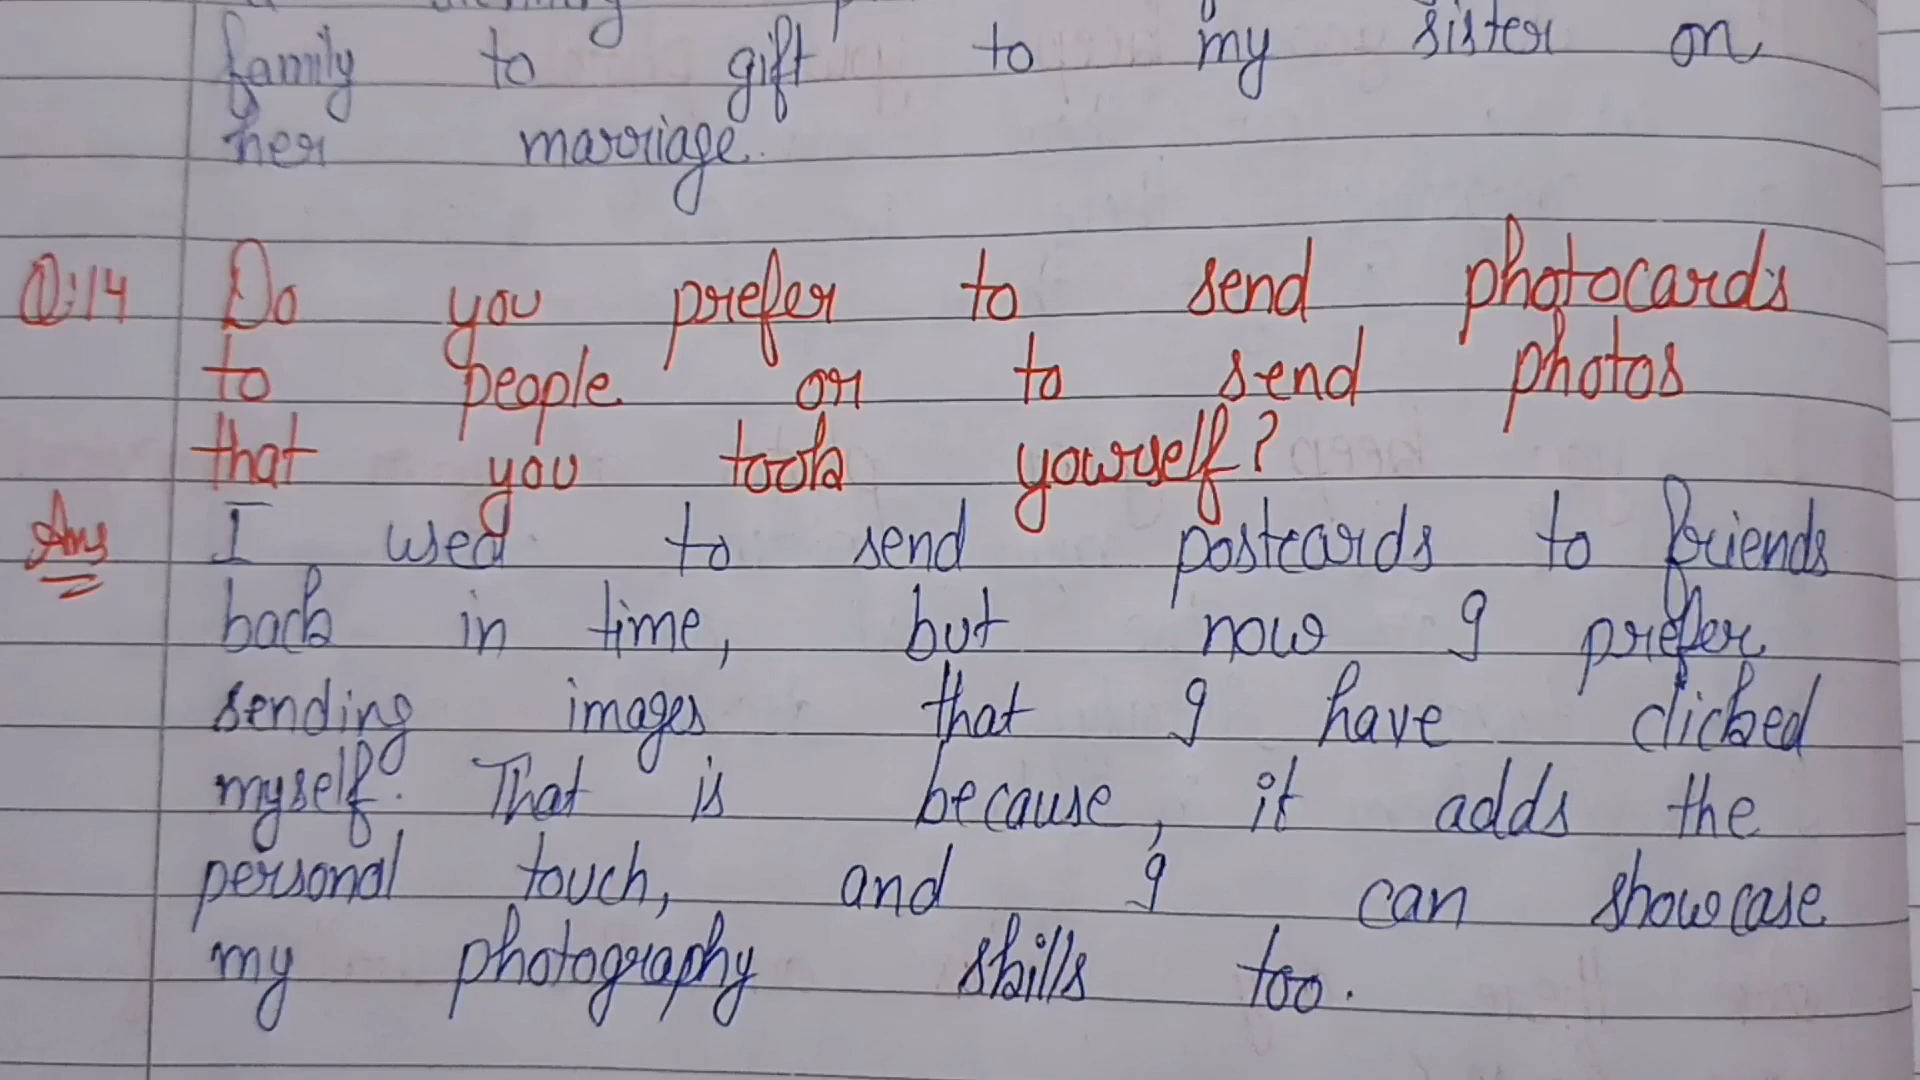 family to gift to my sister on
her marriage.
Q:14 Do you prefer to send photocards
to people or to send photos
that you took yourself?
Ans I used to send postcards to friends
back in time, but now I prefer
sending images that I have clicked
myself. That is because, it adds the
personal touch, and I can showcase
my photography skills too.